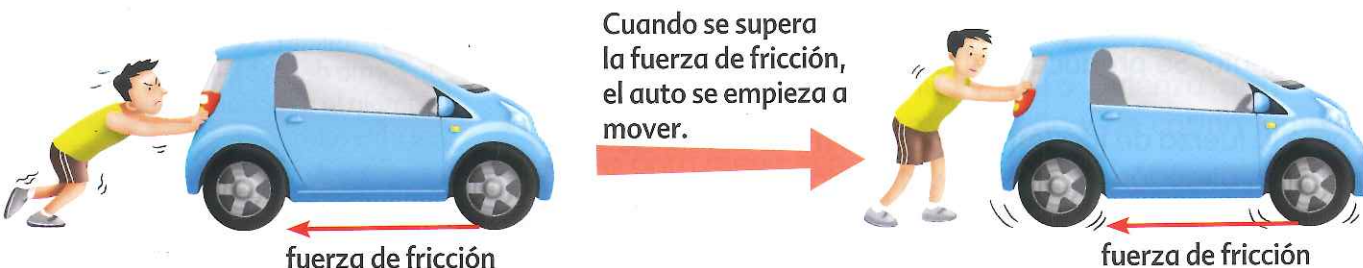 Cuando se supera
la fuerza de fricción,
el auto se empieza a
mover.
fuerza de fricción
fuerza de fricción